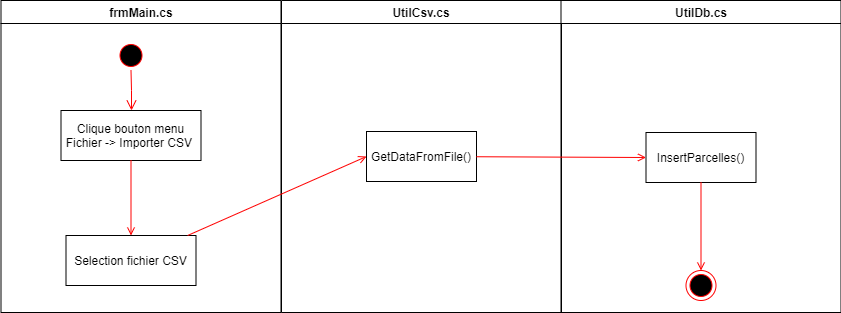 frmMain.cs
UtilCsv.cs
UtilDb.cs
Clique bouton menu
Fichier -> Importer CSV
Selection fichier CSV
GetDataFromFile()
InsertParcelles()